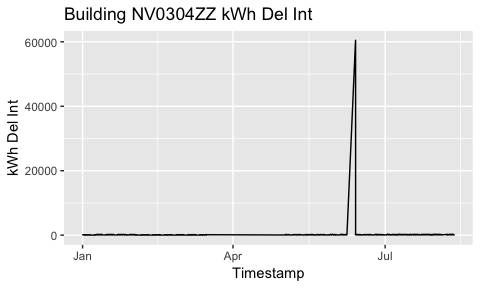 Building NV0304ZZ kWh Del Int
60000
40000
20000
0
kWh Del Int
Jan
Apr
Jul
Timestamp